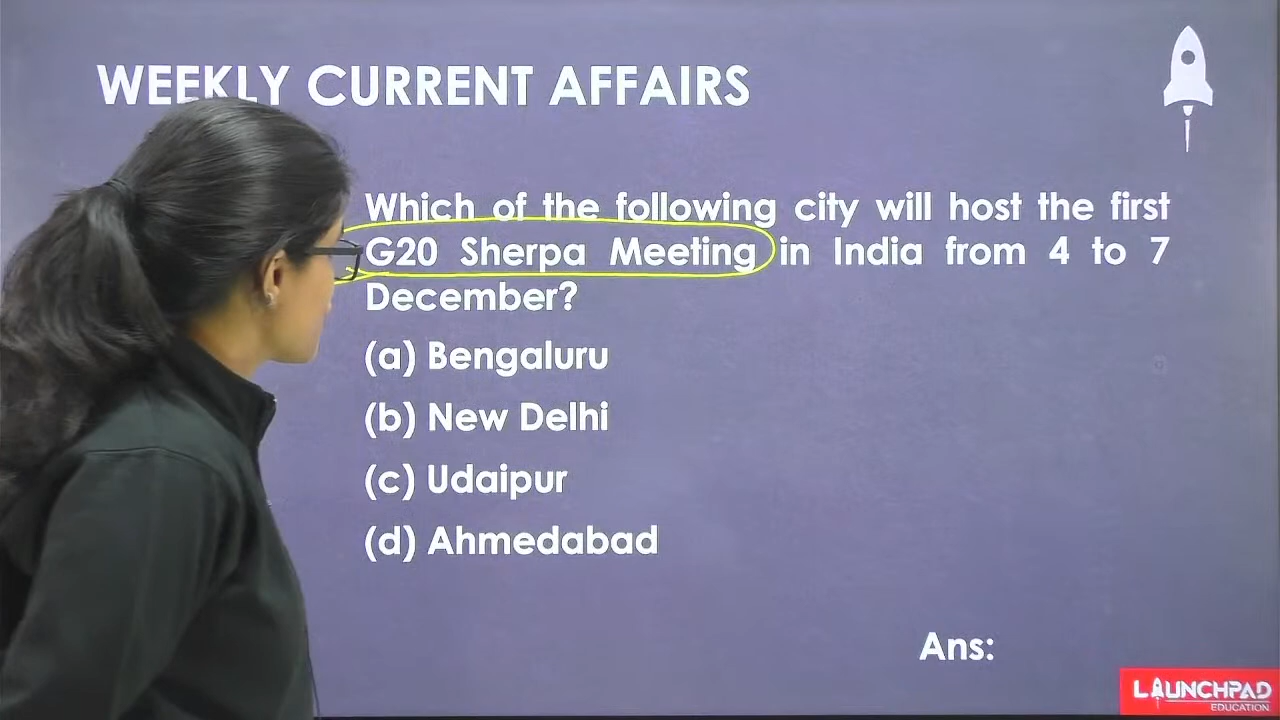 WEEKLY CURRENT AFFAIRS
Which of the following city will host the first
G20 Sherpa Meeting in India from 4 to 7
December?
(a) Bengaluru
(b) New Delhi
(c) Udaipur
(d) Ahmedabad
Ans:
LAUNCHPAD
EDUCATION